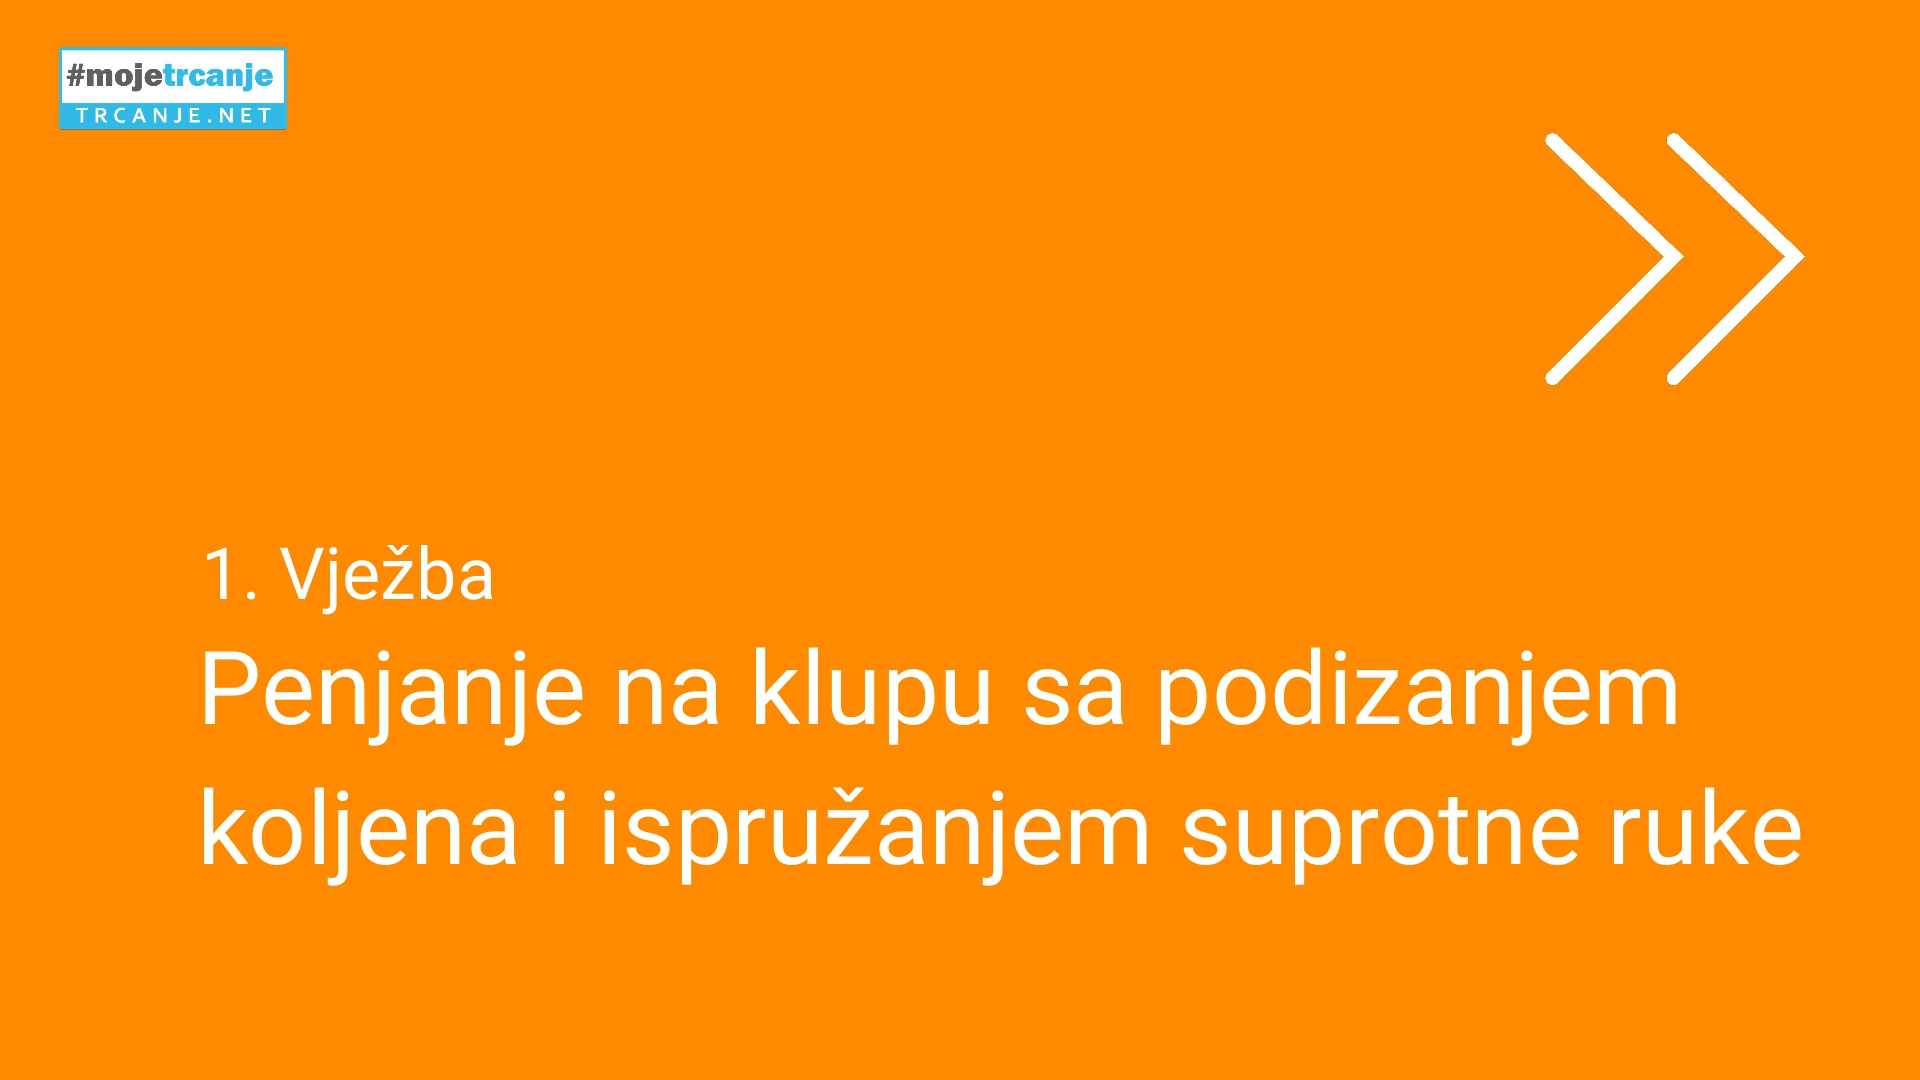 #mojetrcanje
TRCANJE.NET
1. Vježba
Penjanje na klupu sa podizanjem
koljena i ispružanjem suprotne ruke